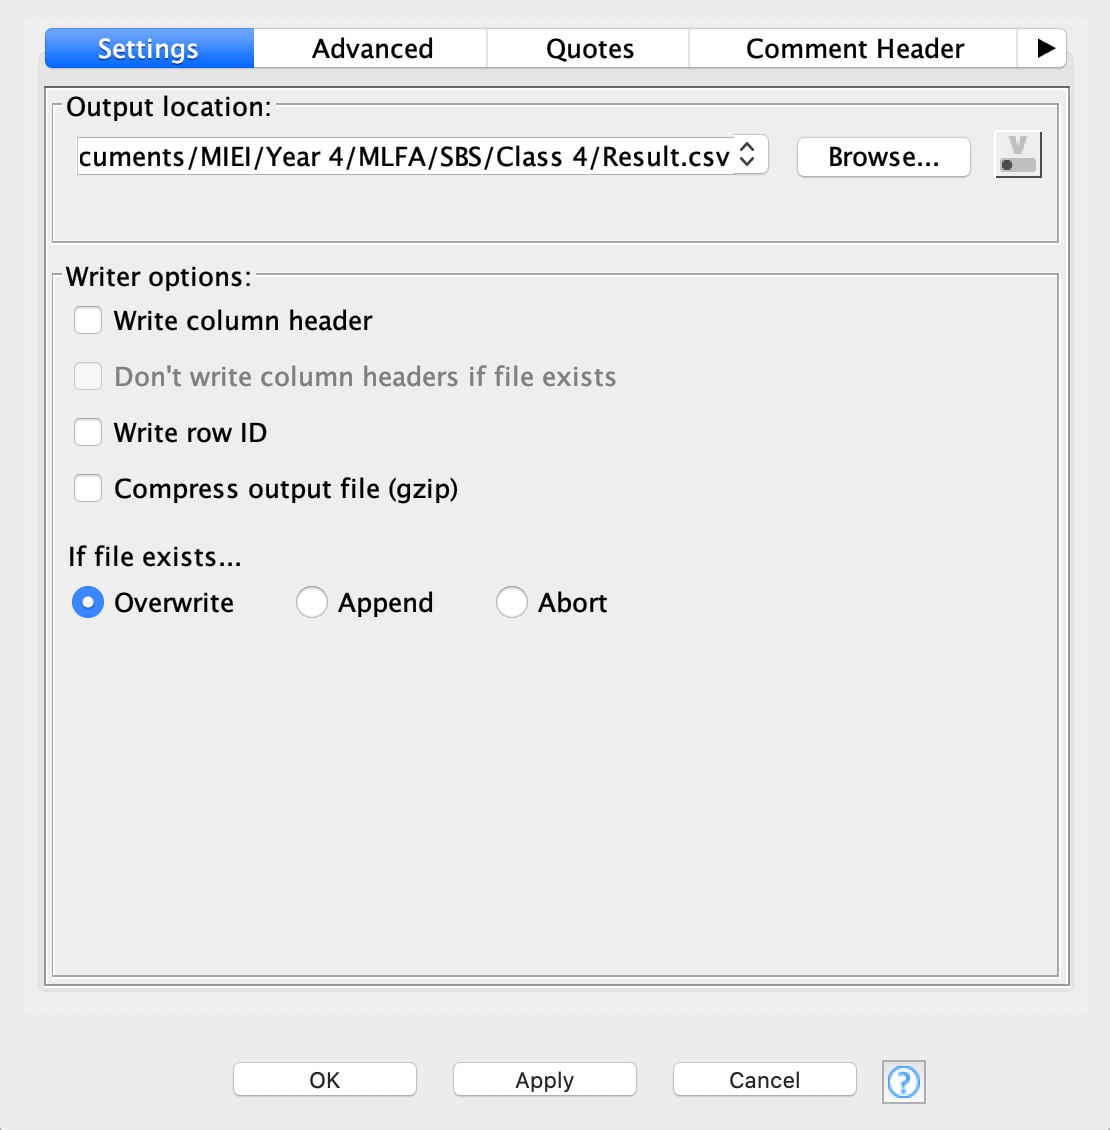 Settings Advanced Quotes Comment Header
Output location:
cuments/MIEI/Year 4/MLFA/SBS/Class 4/Result.csv Browse... V
Writer options:
Write column header
Don't write column headers if file exists
Write row ID
Compress output file (gzip)
If file exists...
Overwrite Append Abort
OK Apply Cancel ?